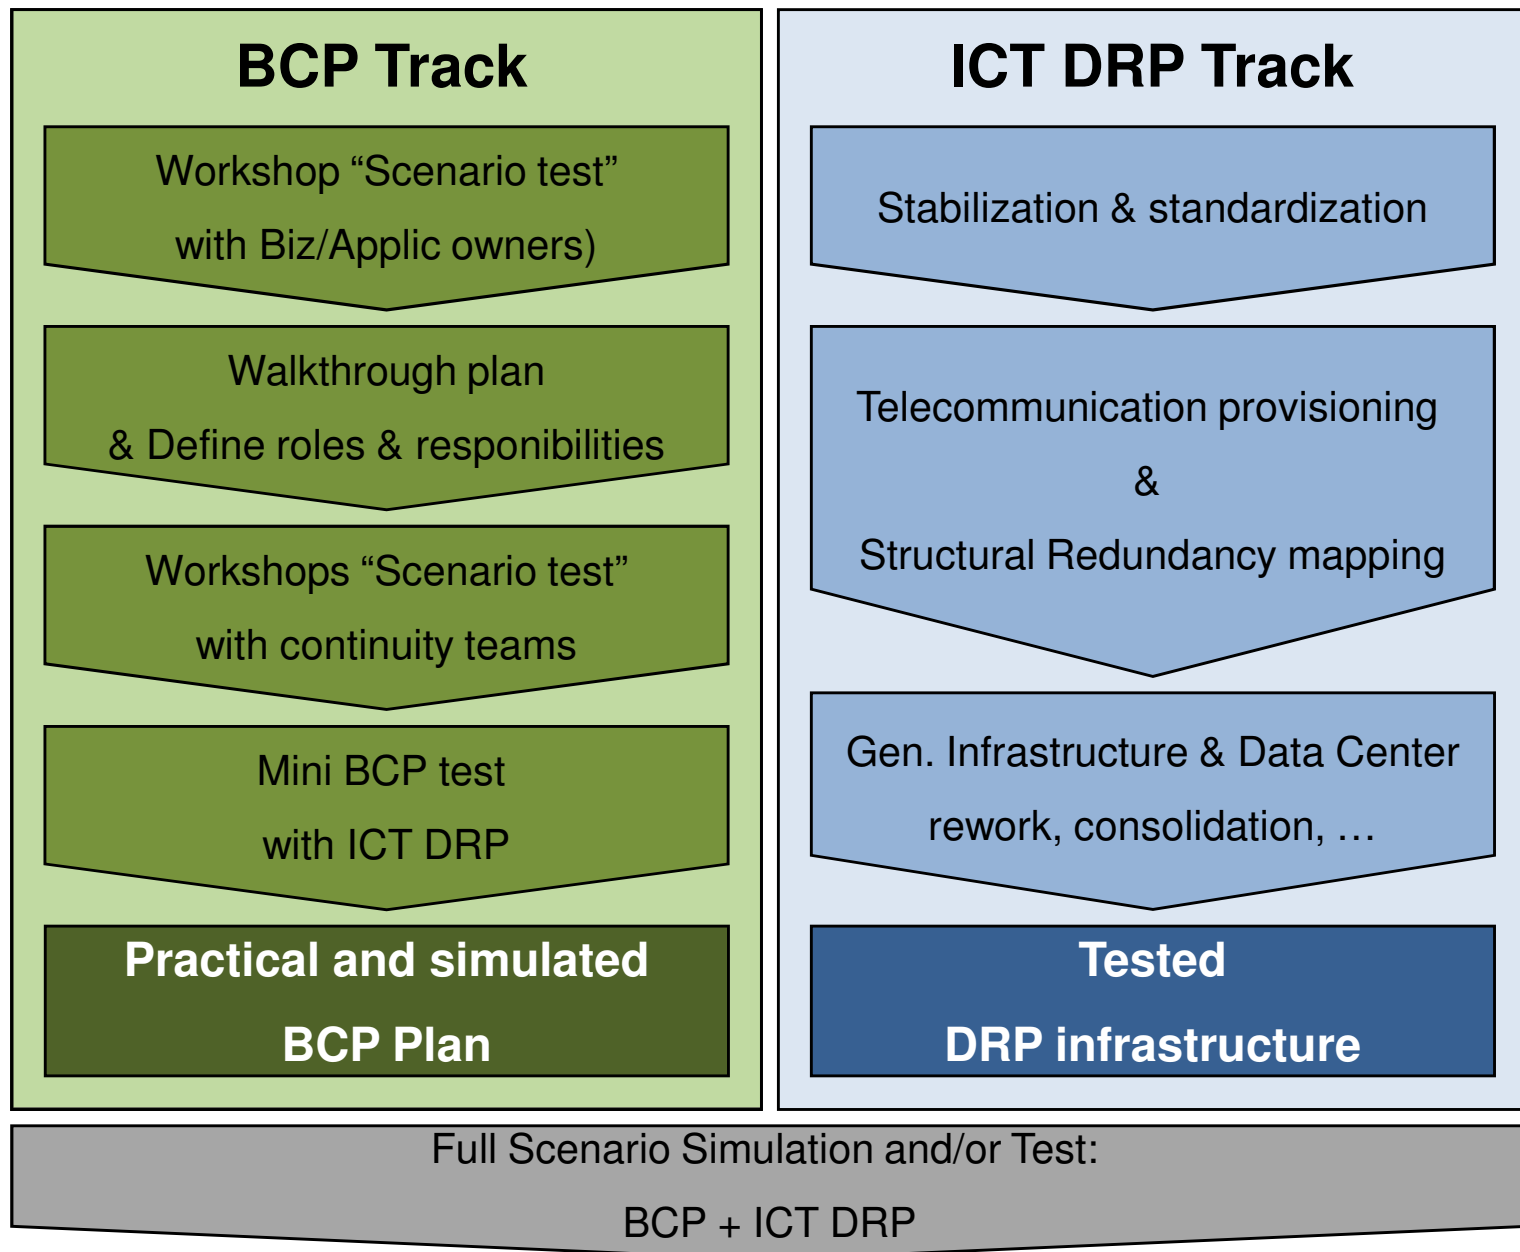 BCP Track
Workshop “Scenario test”
with Biz/Applic owners)
Walkthrough plan
& Define roles & responibilities
Workshops “Scenario test”
with continuity teams
Mini BCP test
with ICT DRP
Practical and simulated
BCP Plan
ICT DRP Track
Stabilization & standardization
Telecommunication provisioning
&
Structural Redundancy mapping
Gen. Infrastructure & Data Center
rework, consolidation, …
Tested
DRP infrastructure
Full Scenario Simulation and/or Test:
BCP + ICT DRP